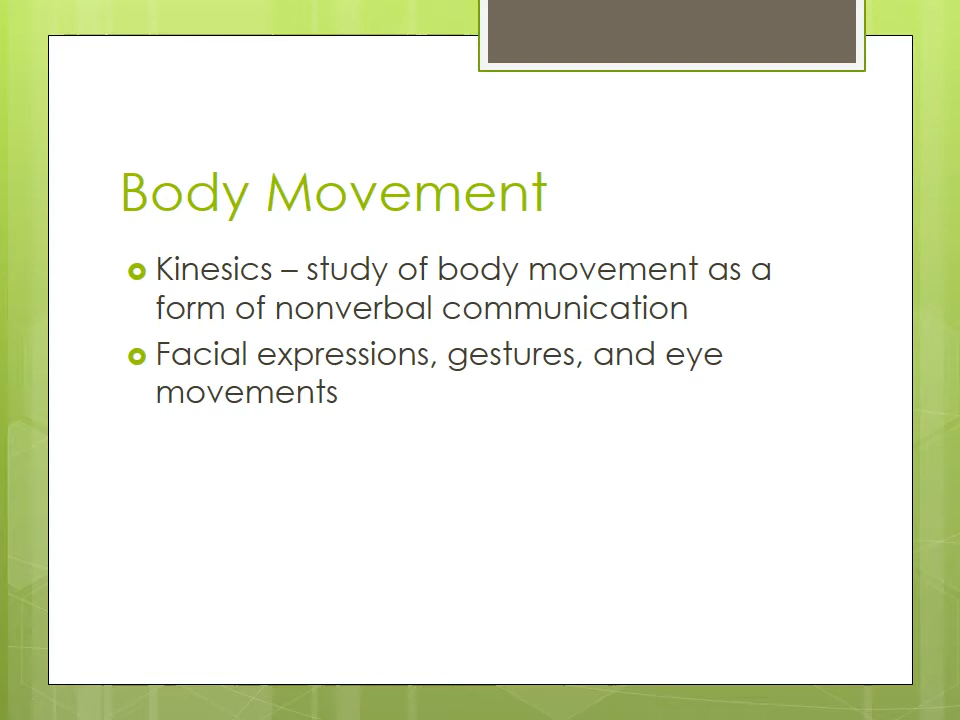 Body Movement
Kinesics – study of body movement as a
form of nonverbal communication
Facial expressions, gestures, and eye
movements